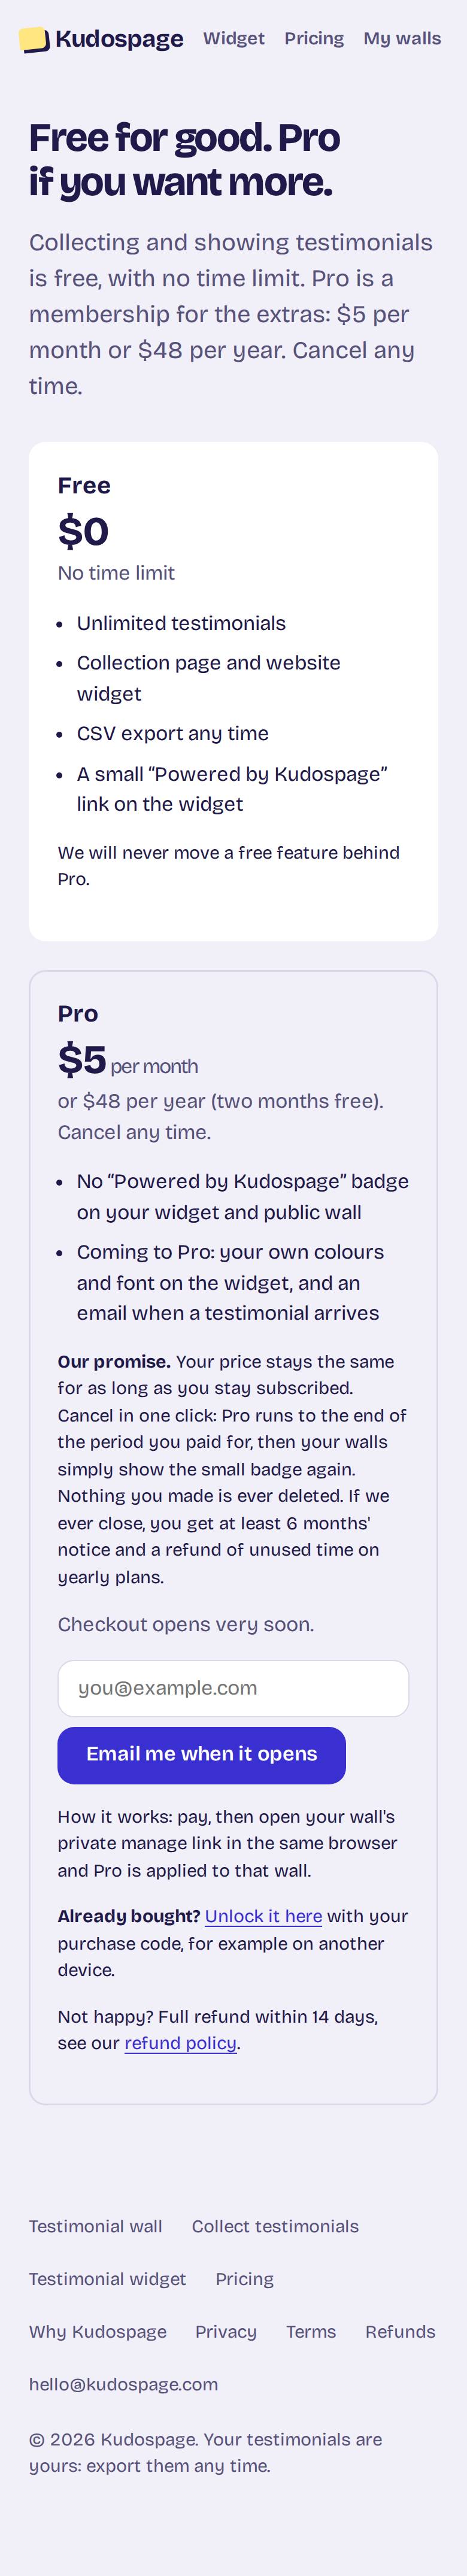 Kudospage Widget Pricing My walls
Free for good. Pro
if you want more.
Collecting and showing testimonials
is free, with no time limit. Pro is a
membership for the extras: $5 per
month or $48 per year. Cancel any
time.
Free
$0
No time limit
• Unlimited testimonials
• Collection page and website
widget
• CSV export any time
• A small “Powered by Kudospage”
link on the widget
We will never move a free feature behind
Pro.
Pro
$5 per month
or $48 per year (two months free).
Cancel any time.
• No “Powered by Kudospage” badge
on your widget and public wall
• Coming to Pro: your own colours
and font on the widget, and an
email when a testimonial arrives
Our promise. Your price stays the same
for as long as you stay subscribed.
Cancel in one click: Pro runs to the end of
the period you paid for, then your walls
simply show the small badge again.
Nothing you made is ever deleted. If we
ever close, you get at least 6 months'
notice and a refund of unused time on
yearly plans.
Checkout opens very soon.
you@example.com
Email me when it opens
How it works: pay, then open your wall's
private manage link in the same browser
and Pro is applied to that wall.
Already bought? Unlock it here with your
purchase code, for example on another
device.
Not happy? Full refund within 14 days,
see our refund policy.
Testimonial wall Collect testimonials
Testimonial widget Pricing
Why Kudospage Privacy Terms Refunds
hello@kudospage.com
© 2026 Kudospage. Your testimonials are
yours: export them any time.